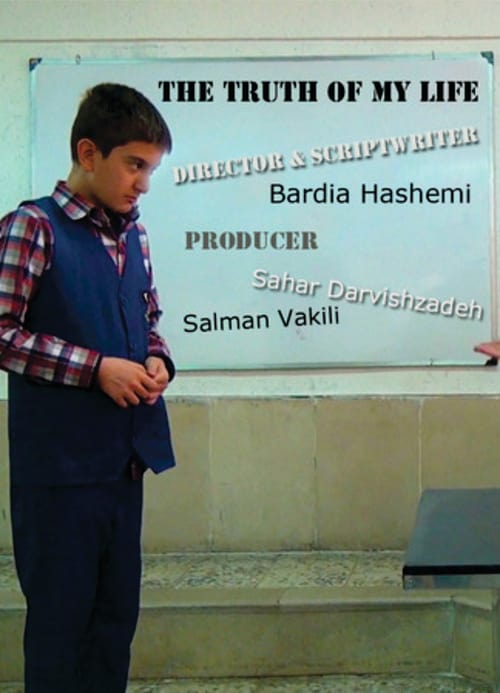 THE TRUTH OF MY LIFE
DIRECTOR & SCRIPTWRITER
Bardia Hashemi
PRODUCER
Sahar Darvishzadeh
Salman Vakili